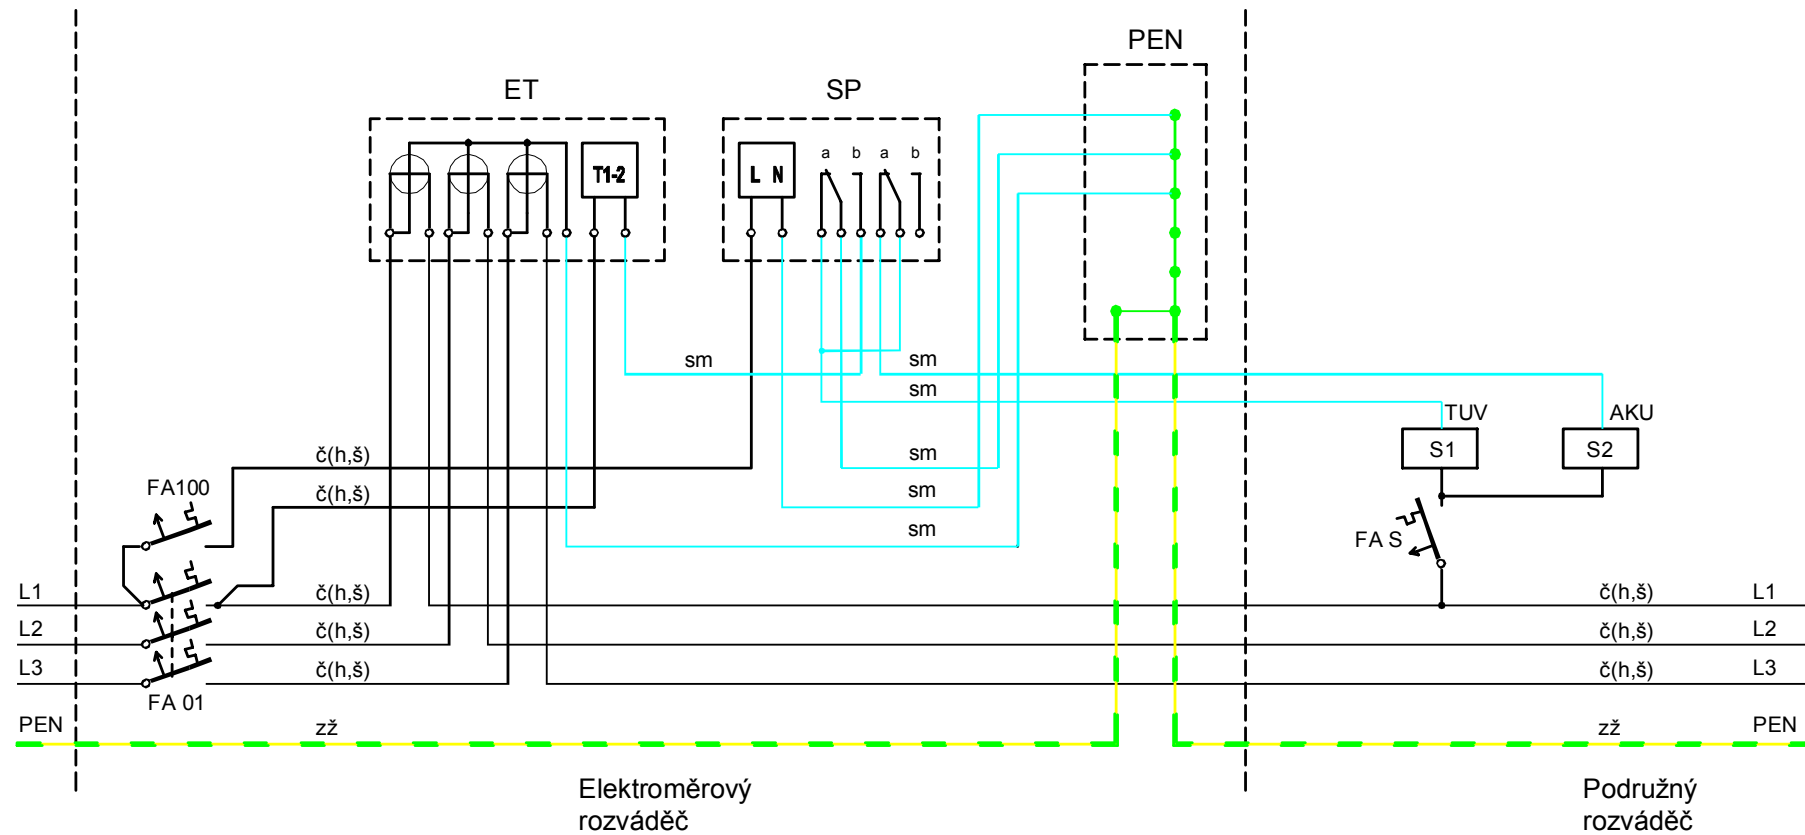 PEN
ET
SP
T1-2
L N
a b a b
sm
sm
sm
TUV
AKU
S1
S2
č(h,š)
sm
FA100
č(h,š)
sm
sm
FA S
L1
č(h,š)
č(h,š)
L1
L2
č(h,š)
č(h,š)
L2
L3
č(h,š)
č(h,š)
L3
FA 01
PEN
zž
zž
PEN
Elektroměrový
rozváděč
Podružný
rozváděč